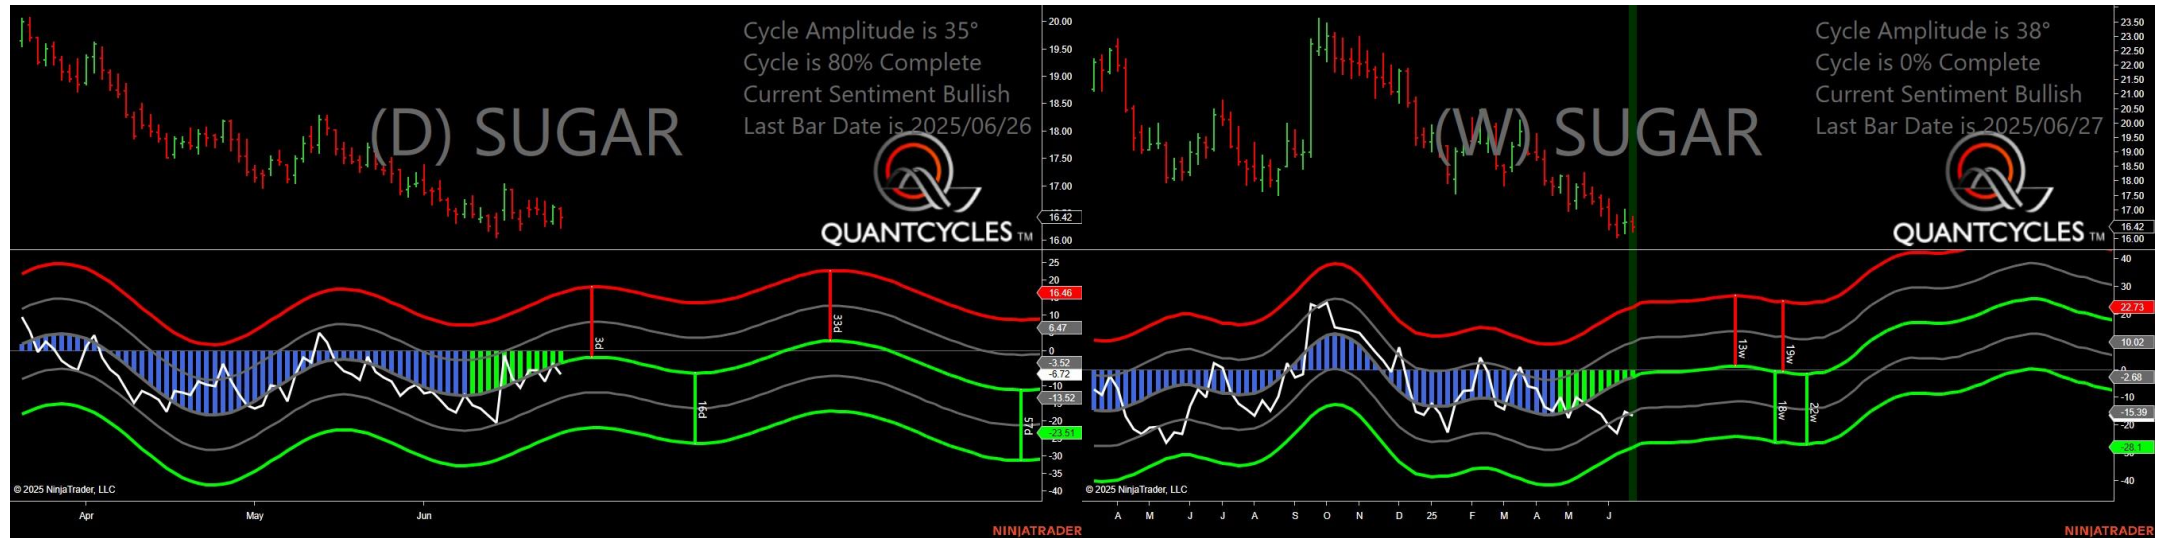 Cycle Amplitude is 35°
Cycle is 80% Complete
Current Sentiment Bullish
Last Bar Date is 2025/06/26
(D) SUGAR
QUANTCYCLES TM
20.00
19.50
19.00
18.50
18.00
17.50
17.00
16.42
16.00
25
20
16.46
10
6.47
0
-3.52
-6.72
-10
-13.52
-20
-23.51
-30
-35
-40
3d
33d
16d
57d
© 2025 NinjaTrader, LLC
Apr May Jun
NINJATRADER
Cycle Amplitude is 38°
Cycle is 0% Complete
Current Sentiment Bullish
Last Bar Date is 2025/06/27
(W) SUGAR
QUANTCYCLES TM
23.50
23.00
22.50
22.00
21.50
21.00
20.50
20.00
19.50
19.00
18.50
18.00
17.50
17.00
16.42
16.00
40
30
22.73
20
10.02
0
-2.68
-10
-15.39
-20
-28.1
-40
13w
19w
18w
22w
© 2025 NinjaTrader, LLC
A M J J A S O N D 25 F M A M J
NINJATRADER